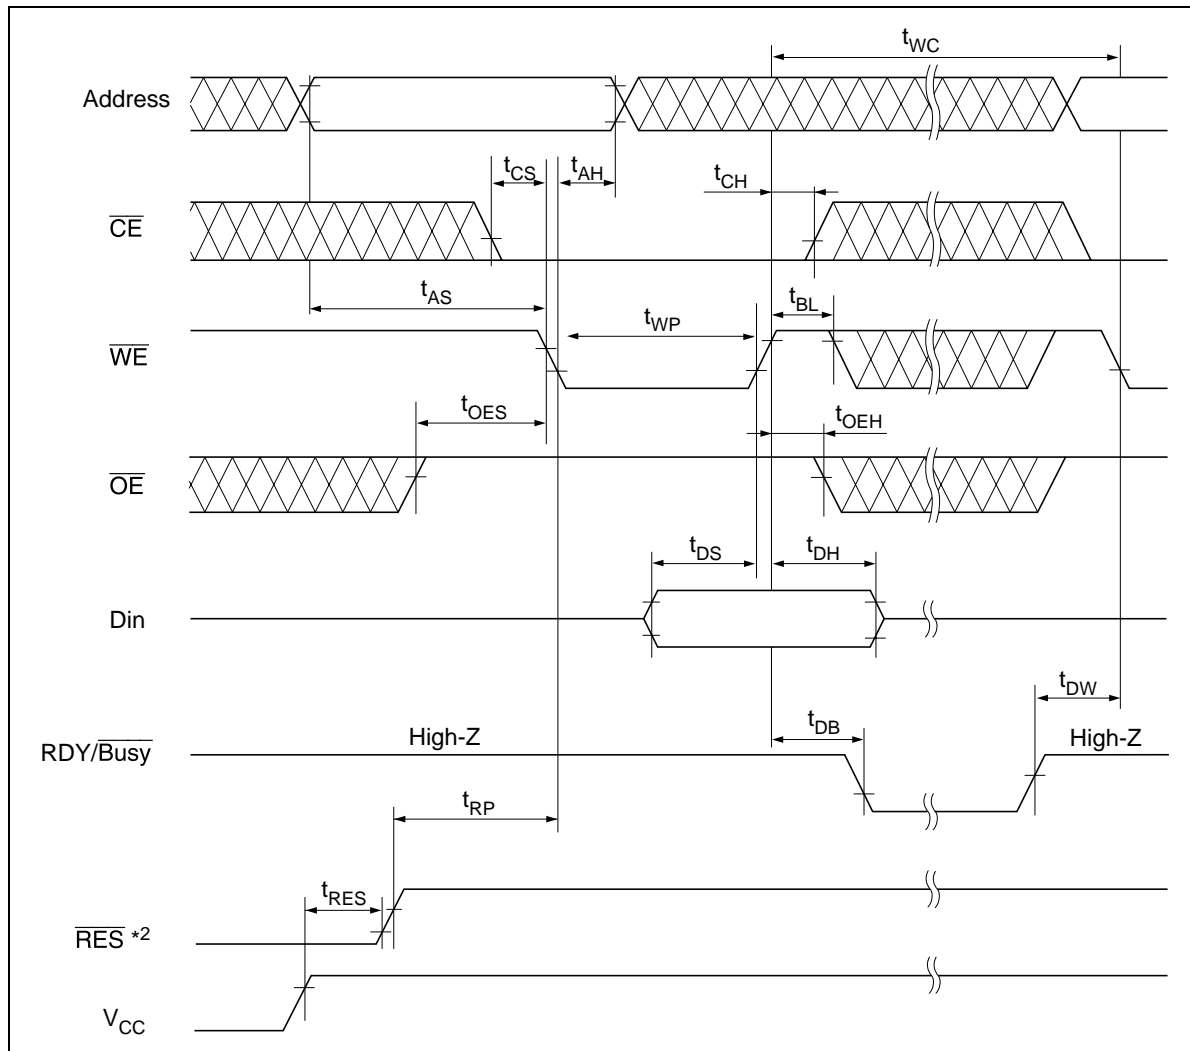 tWC
Address
tCS
tAH
tCH
CE
tAS
tWP
tBL
WE
tOES
tOEH
OE
tDS
tDH
Din
tDW
tDB
High-Z
High-Z
RDY/Busy
tRP
tRES
RES *2
VCC